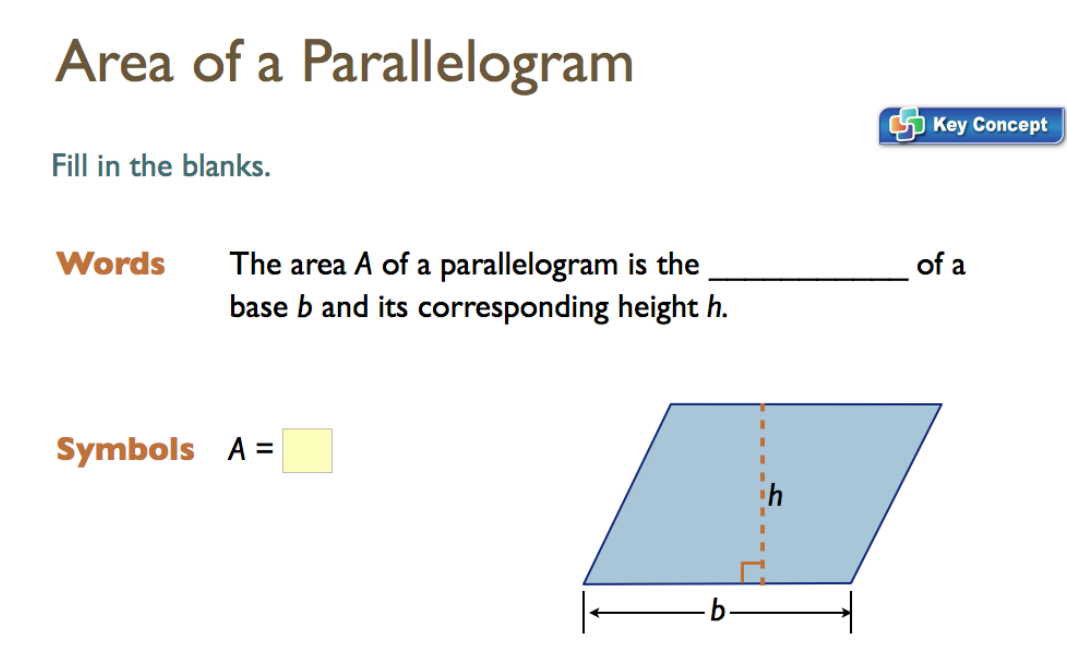 Area of a Parallelogram
Key Concept
Fill in the blanks.
Words The area A of a parallelogram is the ____________ of a
base b and its corresponding height h.
Symbols A =
h
b